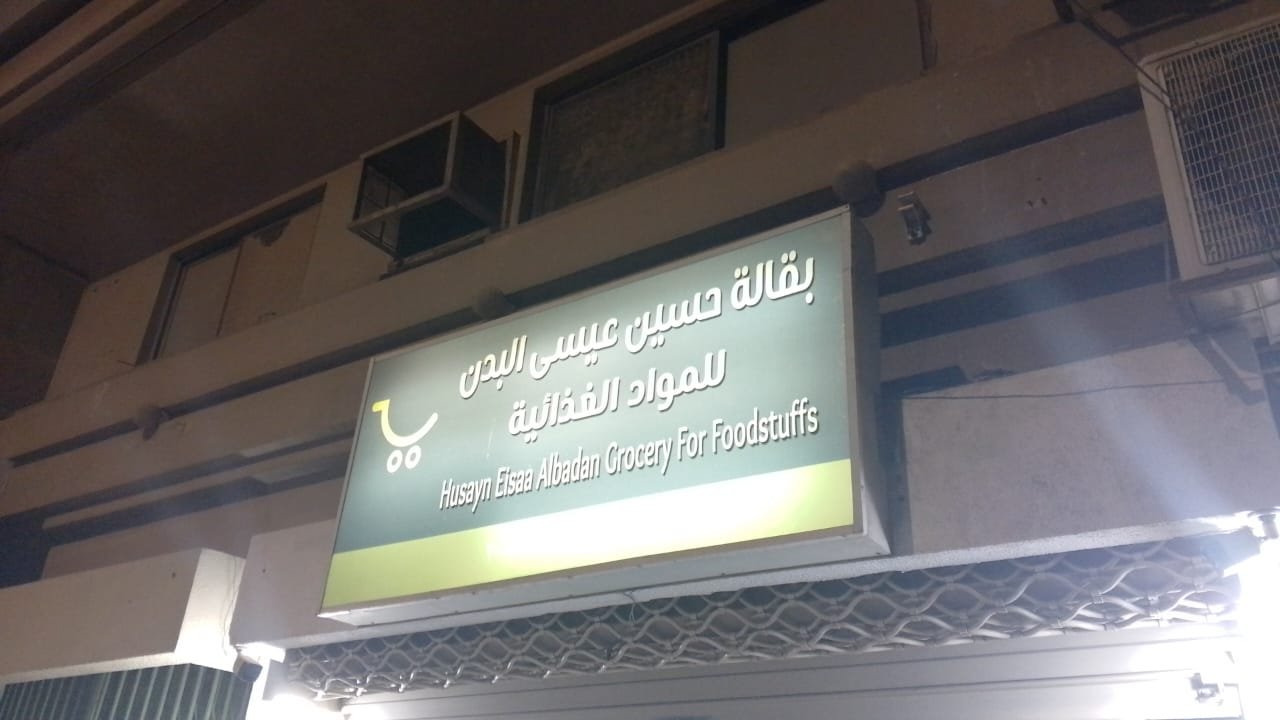 بقالة حسين عيسى البدن
للمواد الغذائية
Husayn Eisaa Albadan Grocery For Foodstuffs